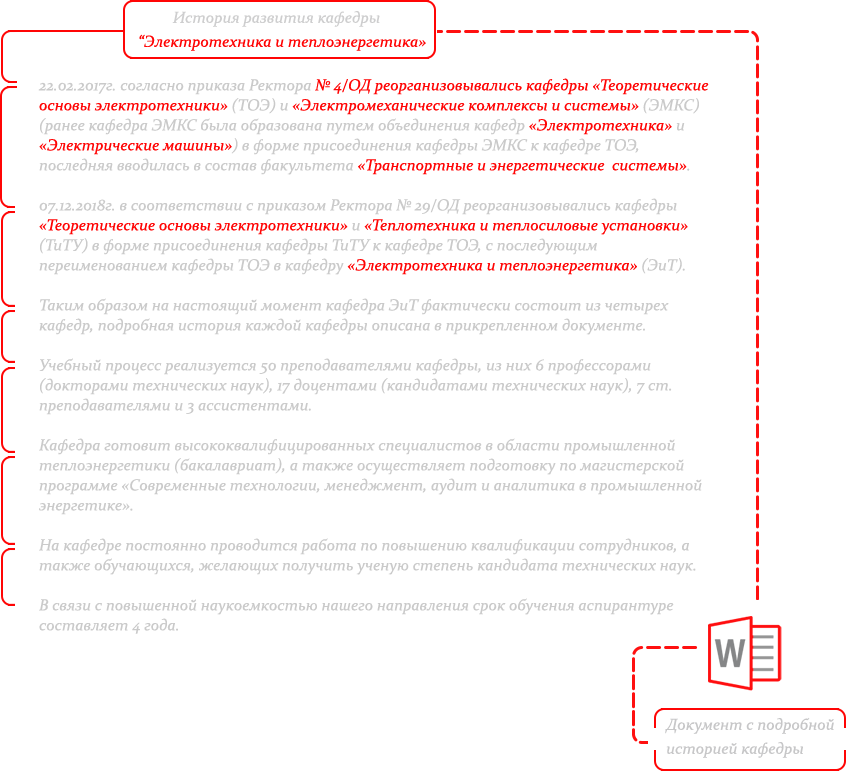 История развития кафедры
“Электротехника и теплоэнергетика»
22.02.2017г. согласно приказа Ректора № 4/ОД реорганизовывались кафедры «Теоретические
основы электротехники» (ТОЭ) и «Электромеханические комплексы и системы» (ЭМКС)
(ранее кафедра ЭМКС была образована путем объединения кафедр «Электротехника» и
«Электрические машины») в форме присоединения кафедры ЭМКС к кафедре ТОЭ,
последняя вводилась в состав факультета «Транспортные и энергетические системы».
07.12.2018г. в соответствии с приказом Ректора № 29/ОД реорганизовывались кафедры
«Теоретические основы электротехники» и «Теплотехника и теплосиловые установки»
(ТиТУ) в форме присоединения кафедры ТиТУ к кафедре ТОЭ, с последующим
переименованием кафедры ТОЭ в кафедру «Электротехника и теплоэнергетика» (ЭиТ).
Таким образом на настоящий момент кафедра ЭиТ фактически состоит из четырех
кафедр, подробная история каждой кафедры описана в прикрепленном документе.
Учебный процесс реализуется 50 преподавателями кафедры, из них 6 профессорами
(докторами технических наук), 17 доцентами (кандидатами технических наук), 7 ст.
преподавателями и 3 ассистентами.
Кафедра готовит высококвалифицированных специалистов в области промышленной
теплоэнергетики (бакалавриат), а также осуществляет подготовку по магистерской
программе «Современные технологии, менеджмент, аудит и аналитика в промышленной
энергетике».
На кафедре постоянно проводится работа по повышению квалификации сотрудников, а
также обучающихся, желающих получить ученую степень кандидата технических наук.
В связи с повышенной наукоемкостью нашего направления срок обучения аспирантуре
составляет 4 года.
W
Документ с подробной
историей кафедры